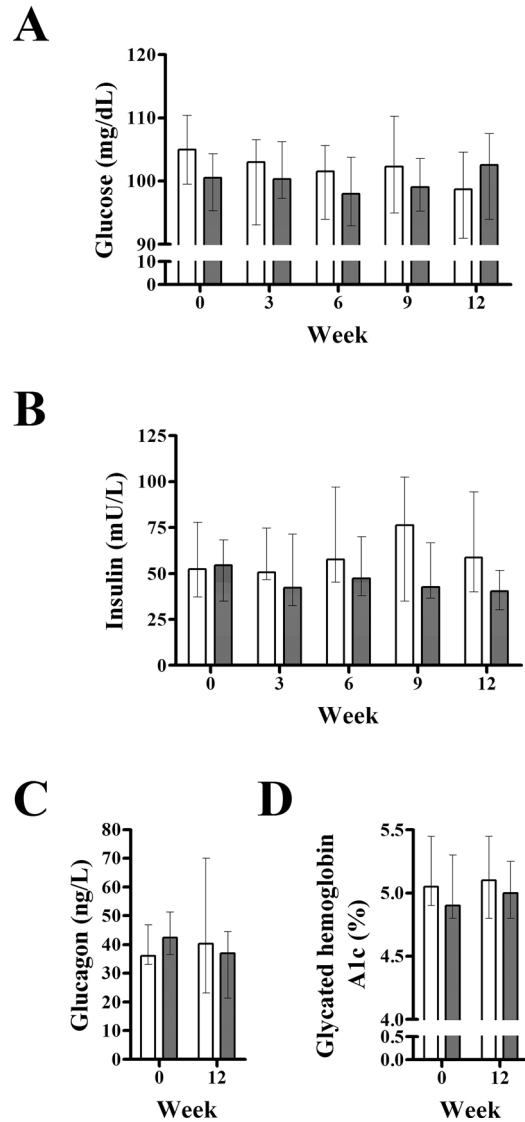 A
Glucose (mg/dL)
120
110
100
90
10
0
0 3 6 9 12
Week
B
Insulin (mU/L)
125
100
75
50
25
0
0 3 6 9 12
Week
C
Glucagon (ng/L)
80
70
60
50
40
30
20
10
0
0 12
Week
D
Glycated hemoglobin
A1c (%)
5.5
5.0
4.5
4.0
0.5
0.0
0 12
Week